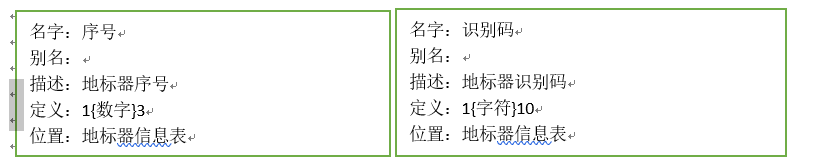 名字：序号
别名：
描述：地标器序号
定义：1{数字}3
位置：地标器信息表
名字：识别码
别名：
描述：地标器识别码
定义：1{字符}10
位置：地标器信息表